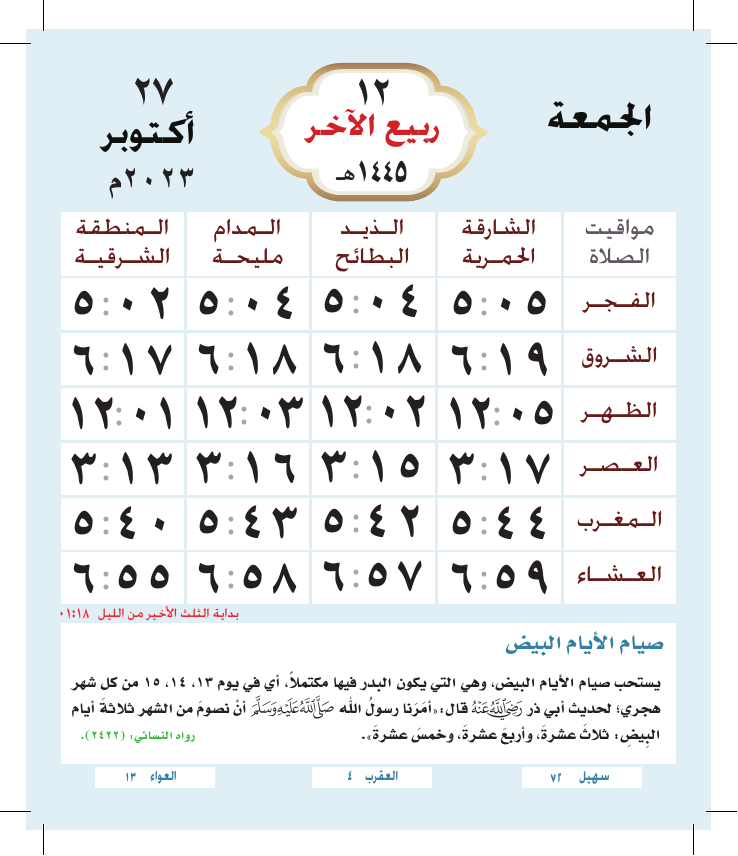 الجمعة
١٢
ربيع الآخر
١٤٤٥هـ
٢٧
أكتوبر
٢٠٢٣م
مواقيت الصلاة | الشارقة الحمرية | الذيد البطائح | المدام مليحة | المنطقة الشرقية
الفجر ٥:٠٥ ٥:٠٤ ٥:٠٤ ٥:٠٢
الشروق ٦:١٩ ٦:١٨ ٦:١٨ ٦:١٧
الظهر ١٢:٠٥ ١٢:٠٢ ١٢:٠٣ ١٢:٠١
العصر ٣:١٧ ٣:١٥ ٣:١٦ ٣:١٣
المغرب ٥:٤٤ ٥:٤٢ ٥:٤٣ ٥:٤٠
العشاء ٦:٥٩ ٦:٥٧ ٦:٥٨ ٦:٥٥
بداية الثلث الأخير من الليل ٠١:١٨
صيام الأيام البيض
يستحب صيام الأيام البيض، وهي التي يكون البدر فيها مكتملاً، أي في يوم ١٣، ١٤، ١٥ من كل شهر
هجري؛ لحديث أبي ذر رَضِيَ اللَّهُ عَنْهُ قال: «أمَرَنا رسولُ الله صَلَّى اللَّهُ عَلَيْهِ وَسَلَّمَ أنْ نصومَ من الشهر ثلاثةَ أيام
البِيضِ: ثلاثَ عشرةَ، وأربعَ عشرةَ، وخمسَ عشرةَ». رواه النسائي: (٢٤٢٢).
سهيل ٧٢
العقرب ٤
العواء ١٣